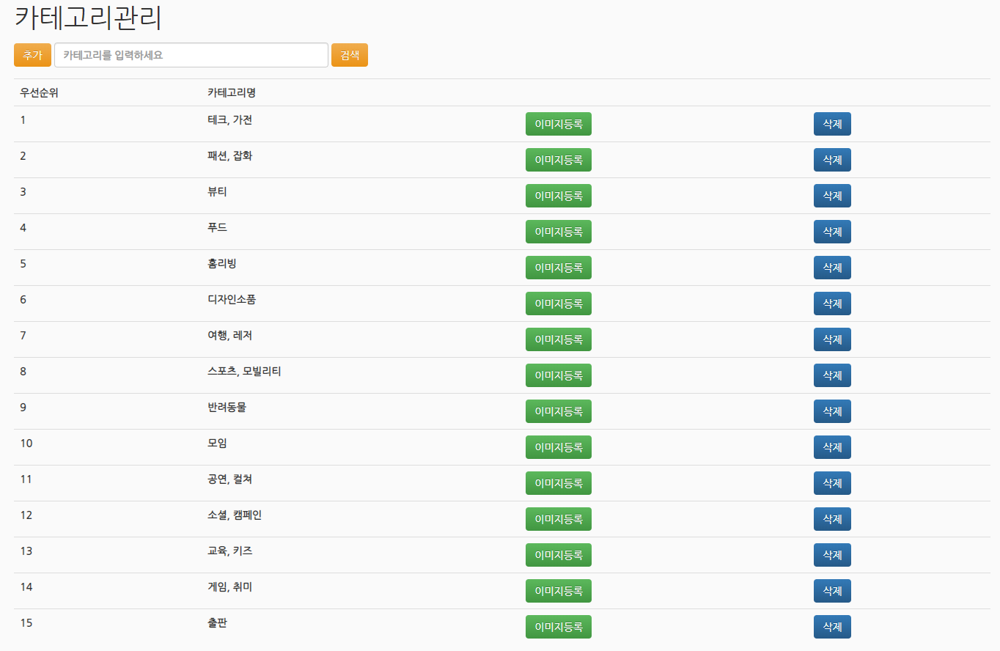 카테고리관리
추가 카테고리를 입력하세요 검색
우선순위 카테고리명
1 테크, 가전 이미지등록 삭제
2 패션, 잡화 이미지등록 삭제
3 뷰티 이미지등록 삭제
4 푸드 이미지등록 삭제
5 홈리빙 이미지등록 삭제
6 디자인소품 이미지등록 삭제
7 여행, 레저 이미지등록 삭제
8 스포츠, 모빌리티 이미지등록 삭제
9 반려동물 이미지등록 삭제
10 모임 이미지등록 삭제
11 공연, 컬쳐 이미지등록 삭제
12 소셜, 캠페인 이미지등록 삭제
13 교육, 키즈 이미지등록 삭제
14 게임, 취미 이미지등록 삭제
15 출판 이미지등록 삭제